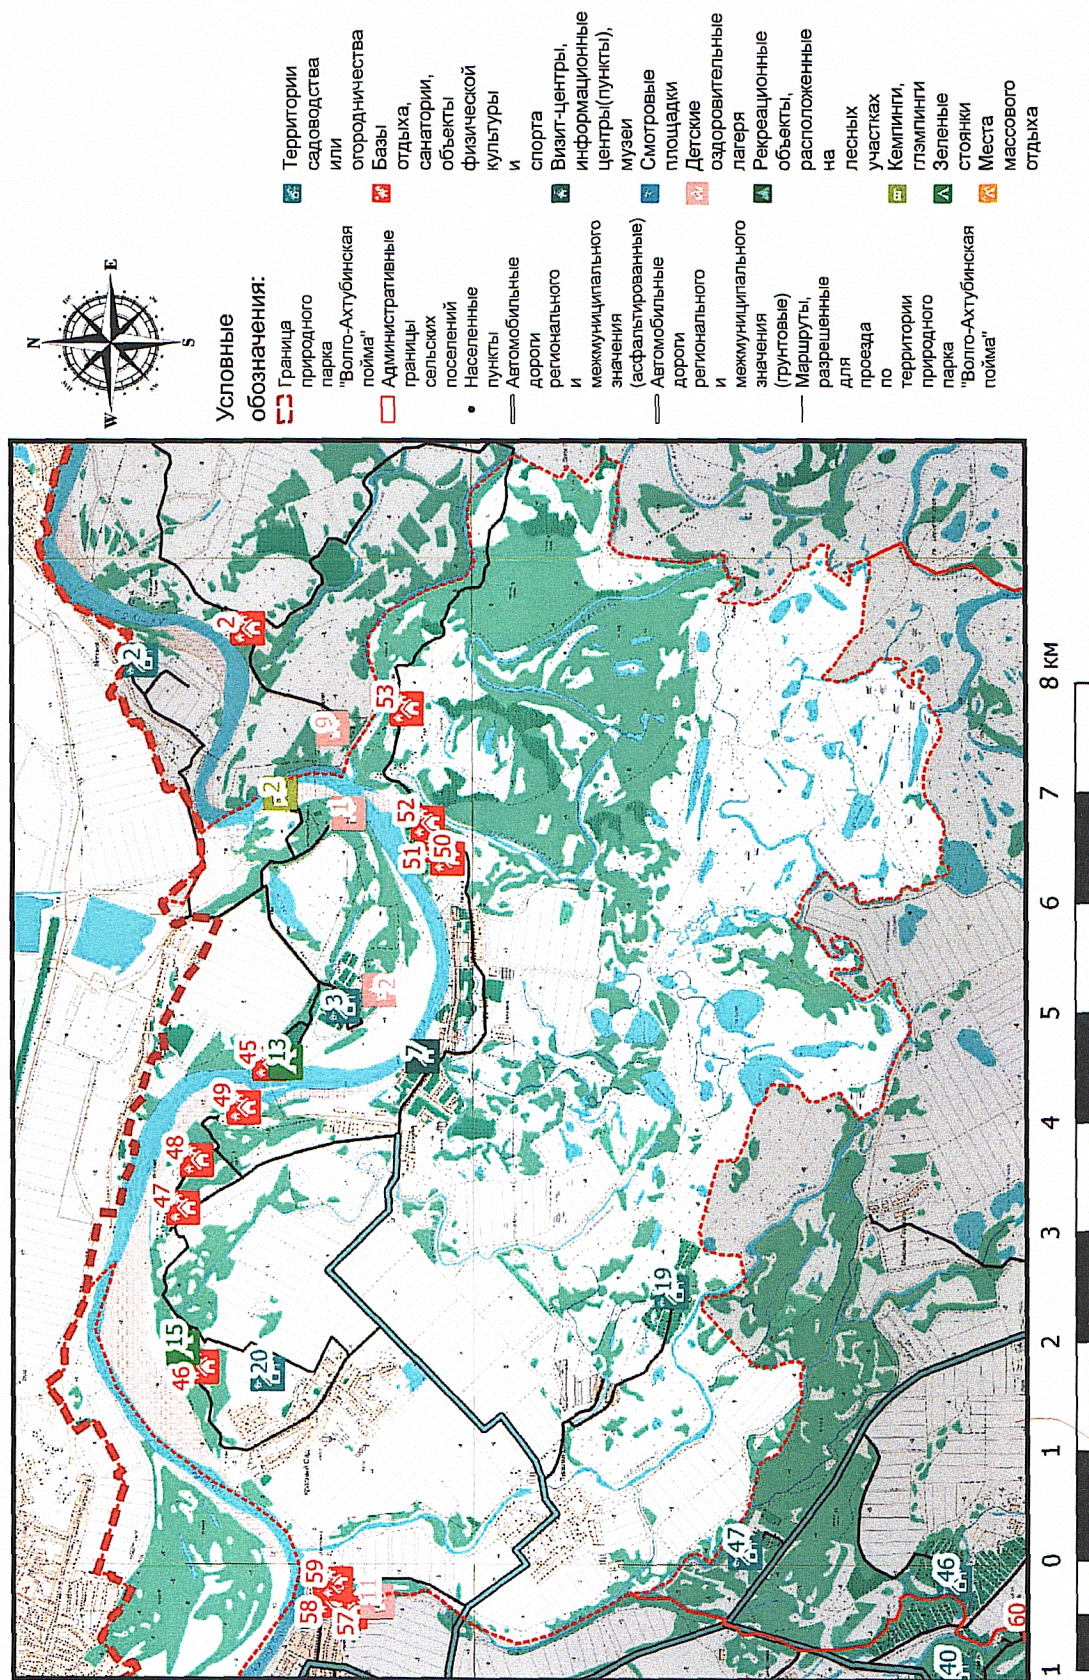 N
W
E
S
Условные
обозначения:
Граница
природного
парка
"Волго-Ахтубинская
пойма"
Административные
границы
сельских
поселений
Населенные
пункты
Автомобильные
дороги
регионального
и
межмуниципального
значения
(асфальтированные)
Автомобильные
дороги
регионального
и
межмуниципального
значения
(грунтовые)
Маршруты,
разрешенные
для
проезда
по
территории
природного
парка
"Волго-Ахтубинская
пойма"
Территории
садоводства
или
огородничества
Базы
отдыха,
санатории,
объекты
физической
культуры
и
спорта
Визит-центры,
информационные
центры(пункты),
музеи
Смотровые
площадки
Детские
оздоровительные
лагеря
Рекреационные
объекты,
расположенные
на
лесных
участках
Кемпинги,
глэмпинги
Зеленые
стоянки
Места
массового
отдыха
2
2
9
53
2
1
52
51
50
3
2
7
45
13
49
48
47
15
46
20
19
59
58
57
11
47
46
40
60
1
0
1
2
3
4
5
6
7
8 КМ